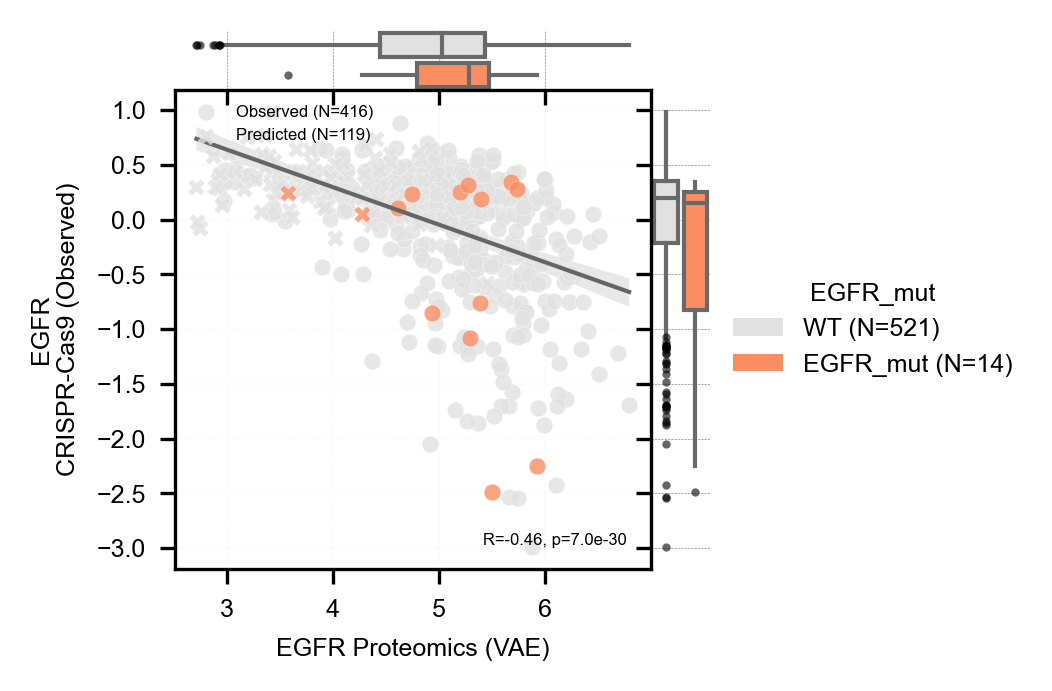 Observed (N=416)
Predicted (N=119)
1.0
0.5
0.0
−0.5
−1.0
−1.5
−2.0
−2.5
−3.0
EGFR
CRISPR-Cas9 (Observed)
R=-0.46, p=7.0e-30
3 4 5 6
EGFR Proteomics (VAE)
EGFR_mut
WT (N=521)
EGFR_mut (N=14)